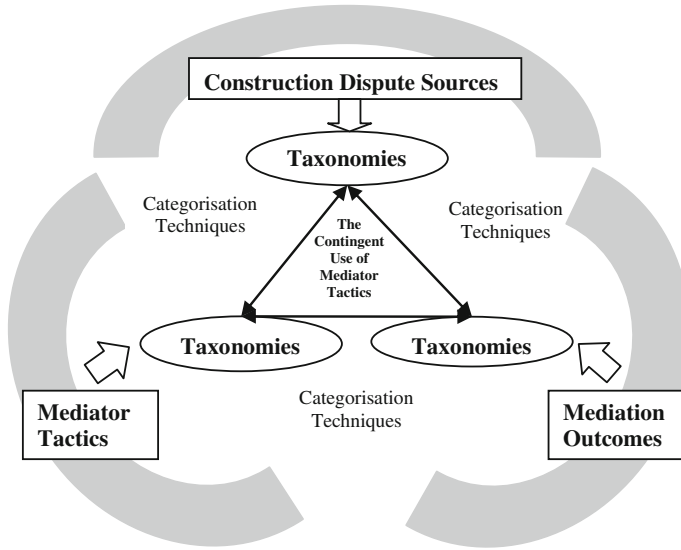 Construction Dispute Sources
Taxonomies
Categorisation
Techniques
Categorisation
Techniques
The
Contingent
Use of
Mediator
Tactics
Taxonomies
Taxonomies
Categorisation
Techniques
Mediator
Tactics
Mediation
Outcomes